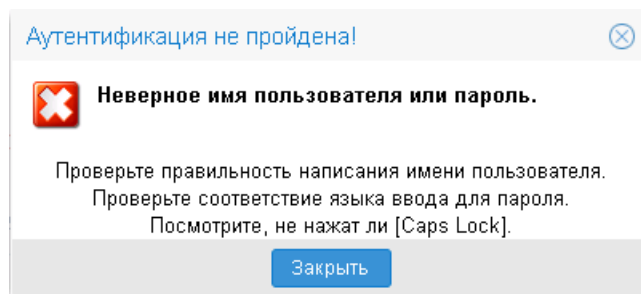 Аутентификация не пройдена!
Неверное имя пользователя или пароль.
Проверьте правильность написания имени пользователя.
Проверьте соответствие языка ввода для пароля.
Посмотрите, не нажат ли [Caps Lock].
Закрыть